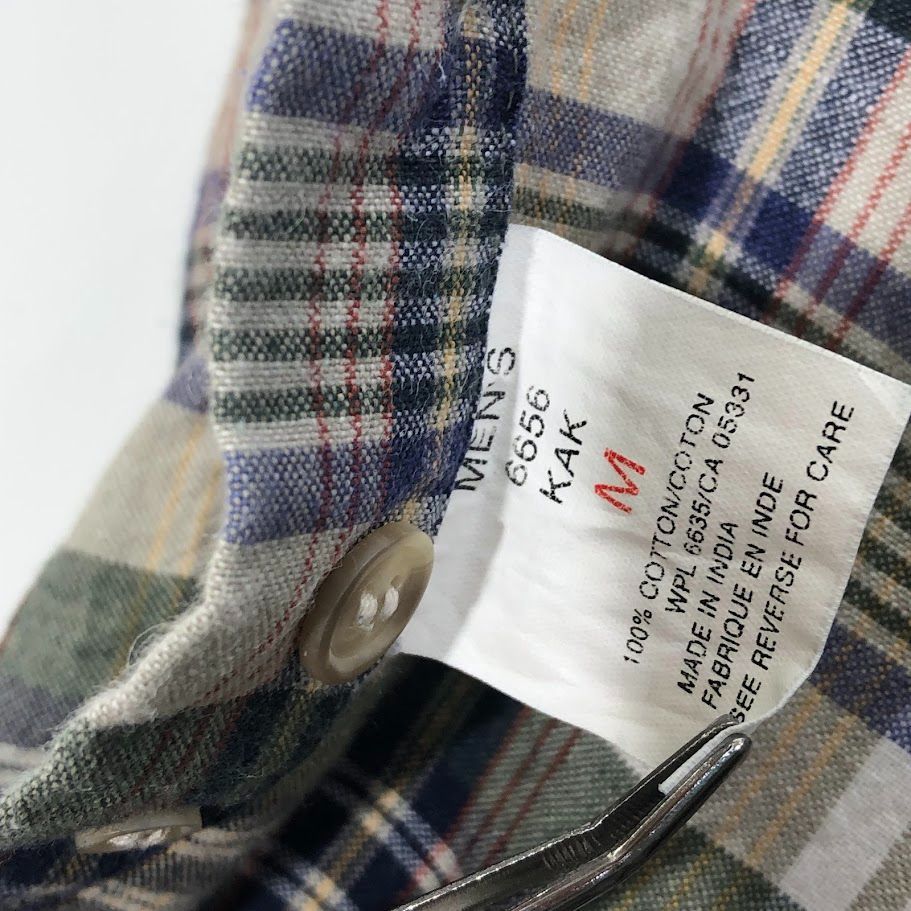 MEN'S
6656
KAK
M
100% COTTON/COTON
WPL 6635/CA 05331
MADE IN INDIA
FABRIQUE EN INDE
SEE REVERSE FOR CARE